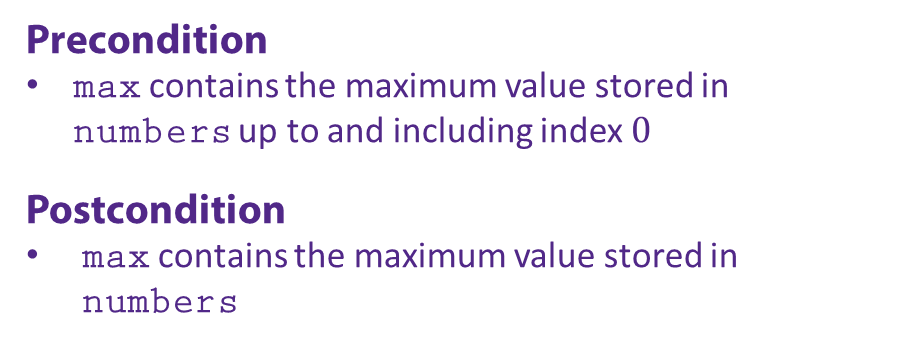 Precondition
• max contains the maximum value stored in
numbers up to and including index 0
Postcondition
• max contains the maximum value stored in
numbers